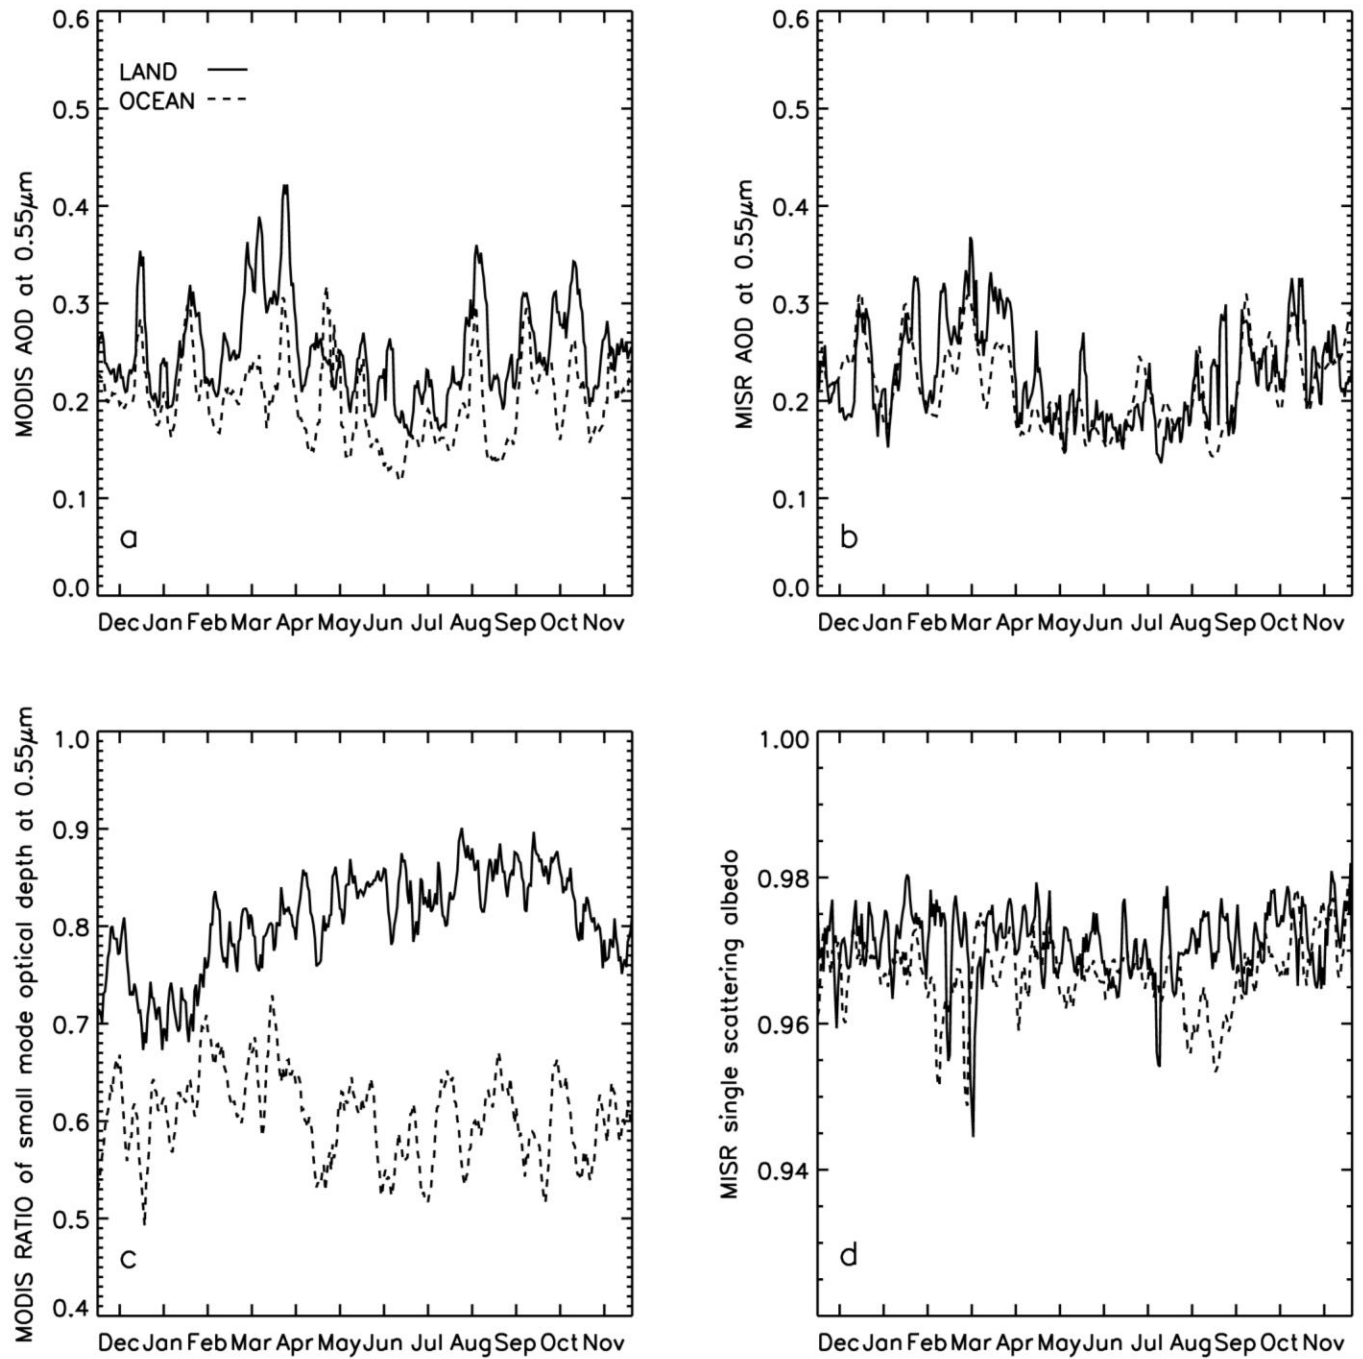 MODIS AOD at 0.55μm
0.6
0.5
0.4
0.3
0.2
0.1
0.0
LAND
OCEAN
a
Dec Jan Feb Mar Apr May Jun Jul Aug Sep Oct Nov
MISR AOD at 0.55μm
0.6
0.5
0.4
0.3
0.2
0.1
0.0
b
Dec Jan Feb Mar Apr May Jun Jul Aug Sep Oct Nov
MODIS RATIO of small mode optical depth at 0.55μm
1.0
0.9
0.8
0.7
0.6
0.5
0.4
c
Dec Jan Feb Mar Apr May Jun Jul Aug Sep Oct Nov
MISR single scattering albedo
1.00
0.98
0.96
0.94
d
Dec Jan Feb Mar Apr May Jun Jul Aug Sep Oct Nov